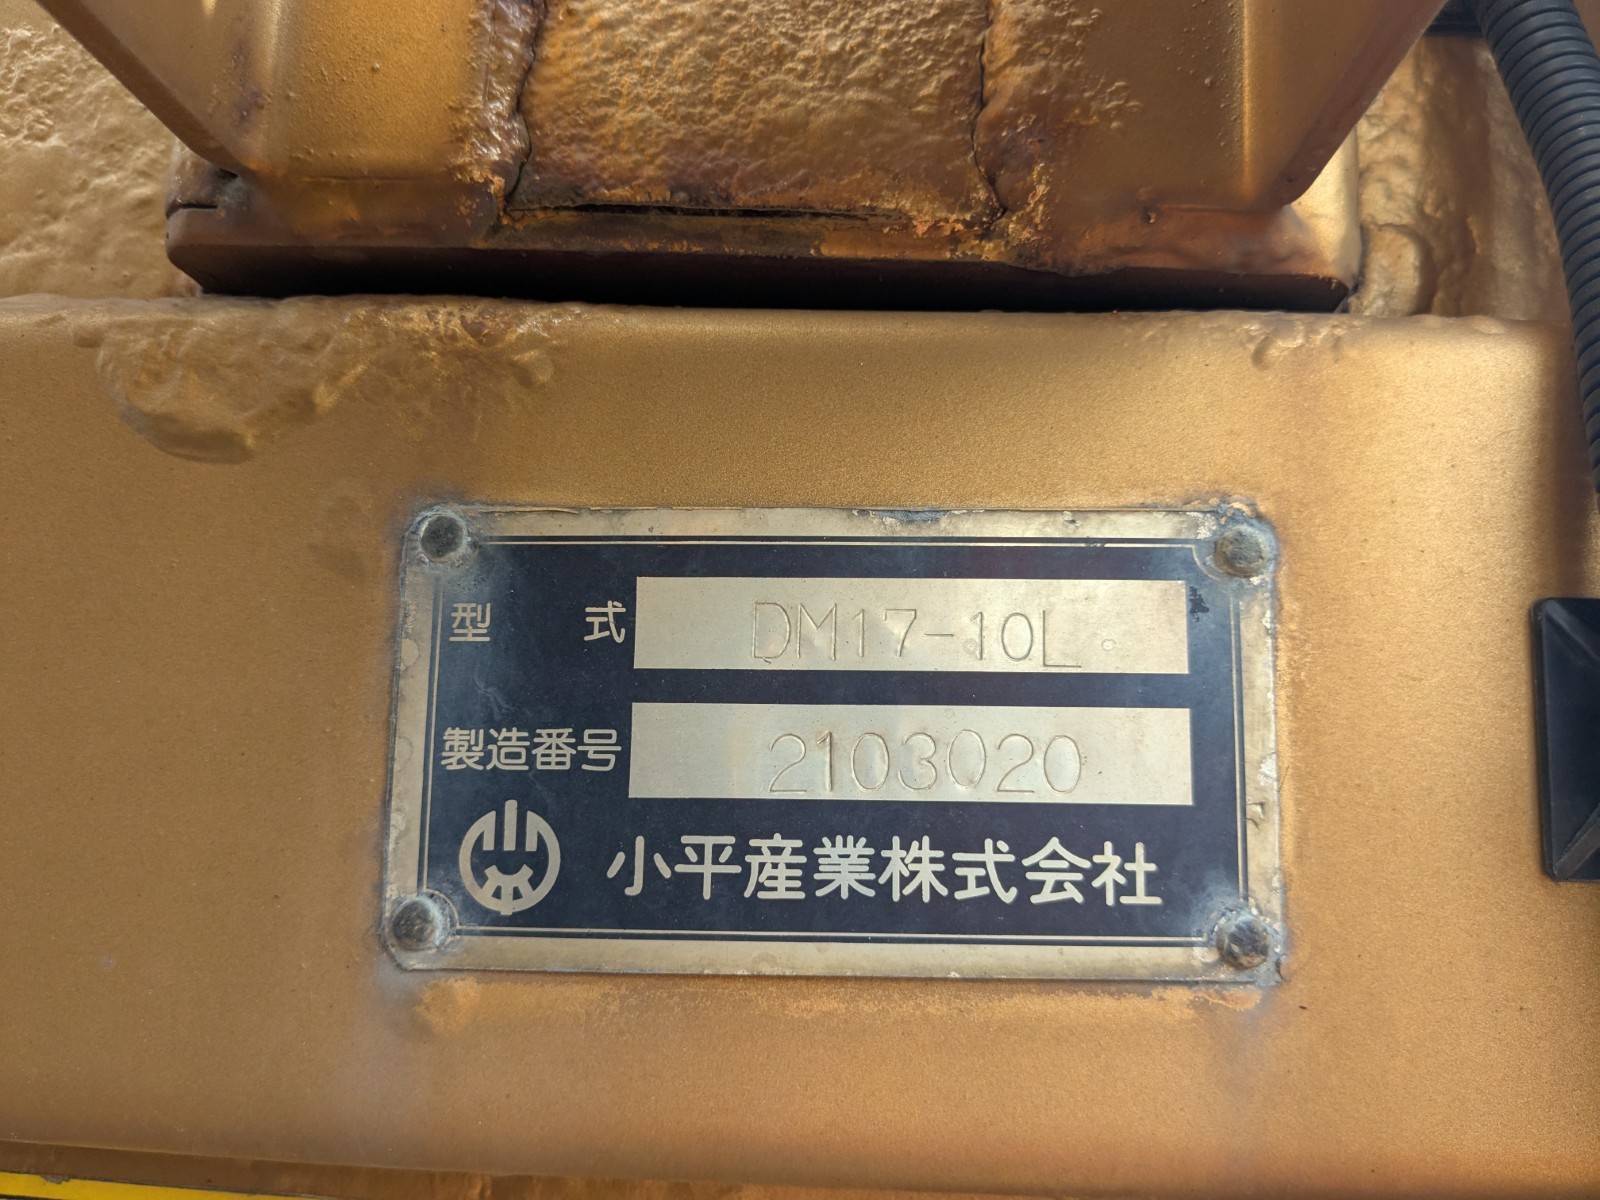 型 式 DM17-10L
製造番号 2103020
小平産業株式会社